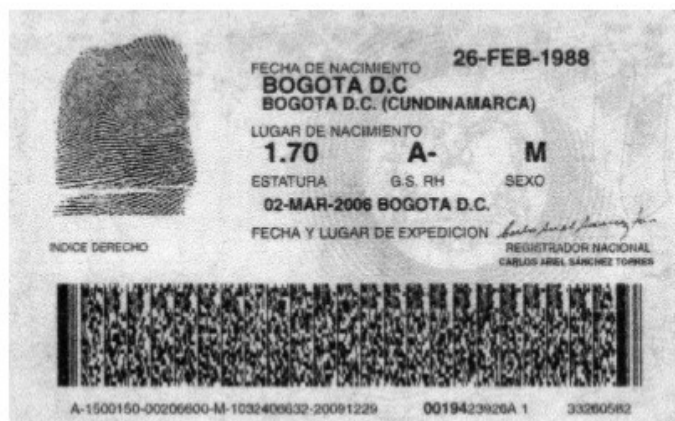 FECHA DE NACIMIENTO 26-FEB-1988
BOGOTA D.C
BOGOTA D.C. (CUNDINAMARCA)
LUGAR DE NACIMIENTO
1.70 A- M
ESTATURA G.S. RH SEXO
02-MAR-2006 BOGOTA D.C.
FECHA Y LUGAR DE EXPEDICION
INDICE DERECHO
REGISTRADOR NACIONAL
CARLOS ARIEL SÁNCHEZ TORRES
A-1500150-00206600-M-1032406632-20091229 0019423920A 1 33260562